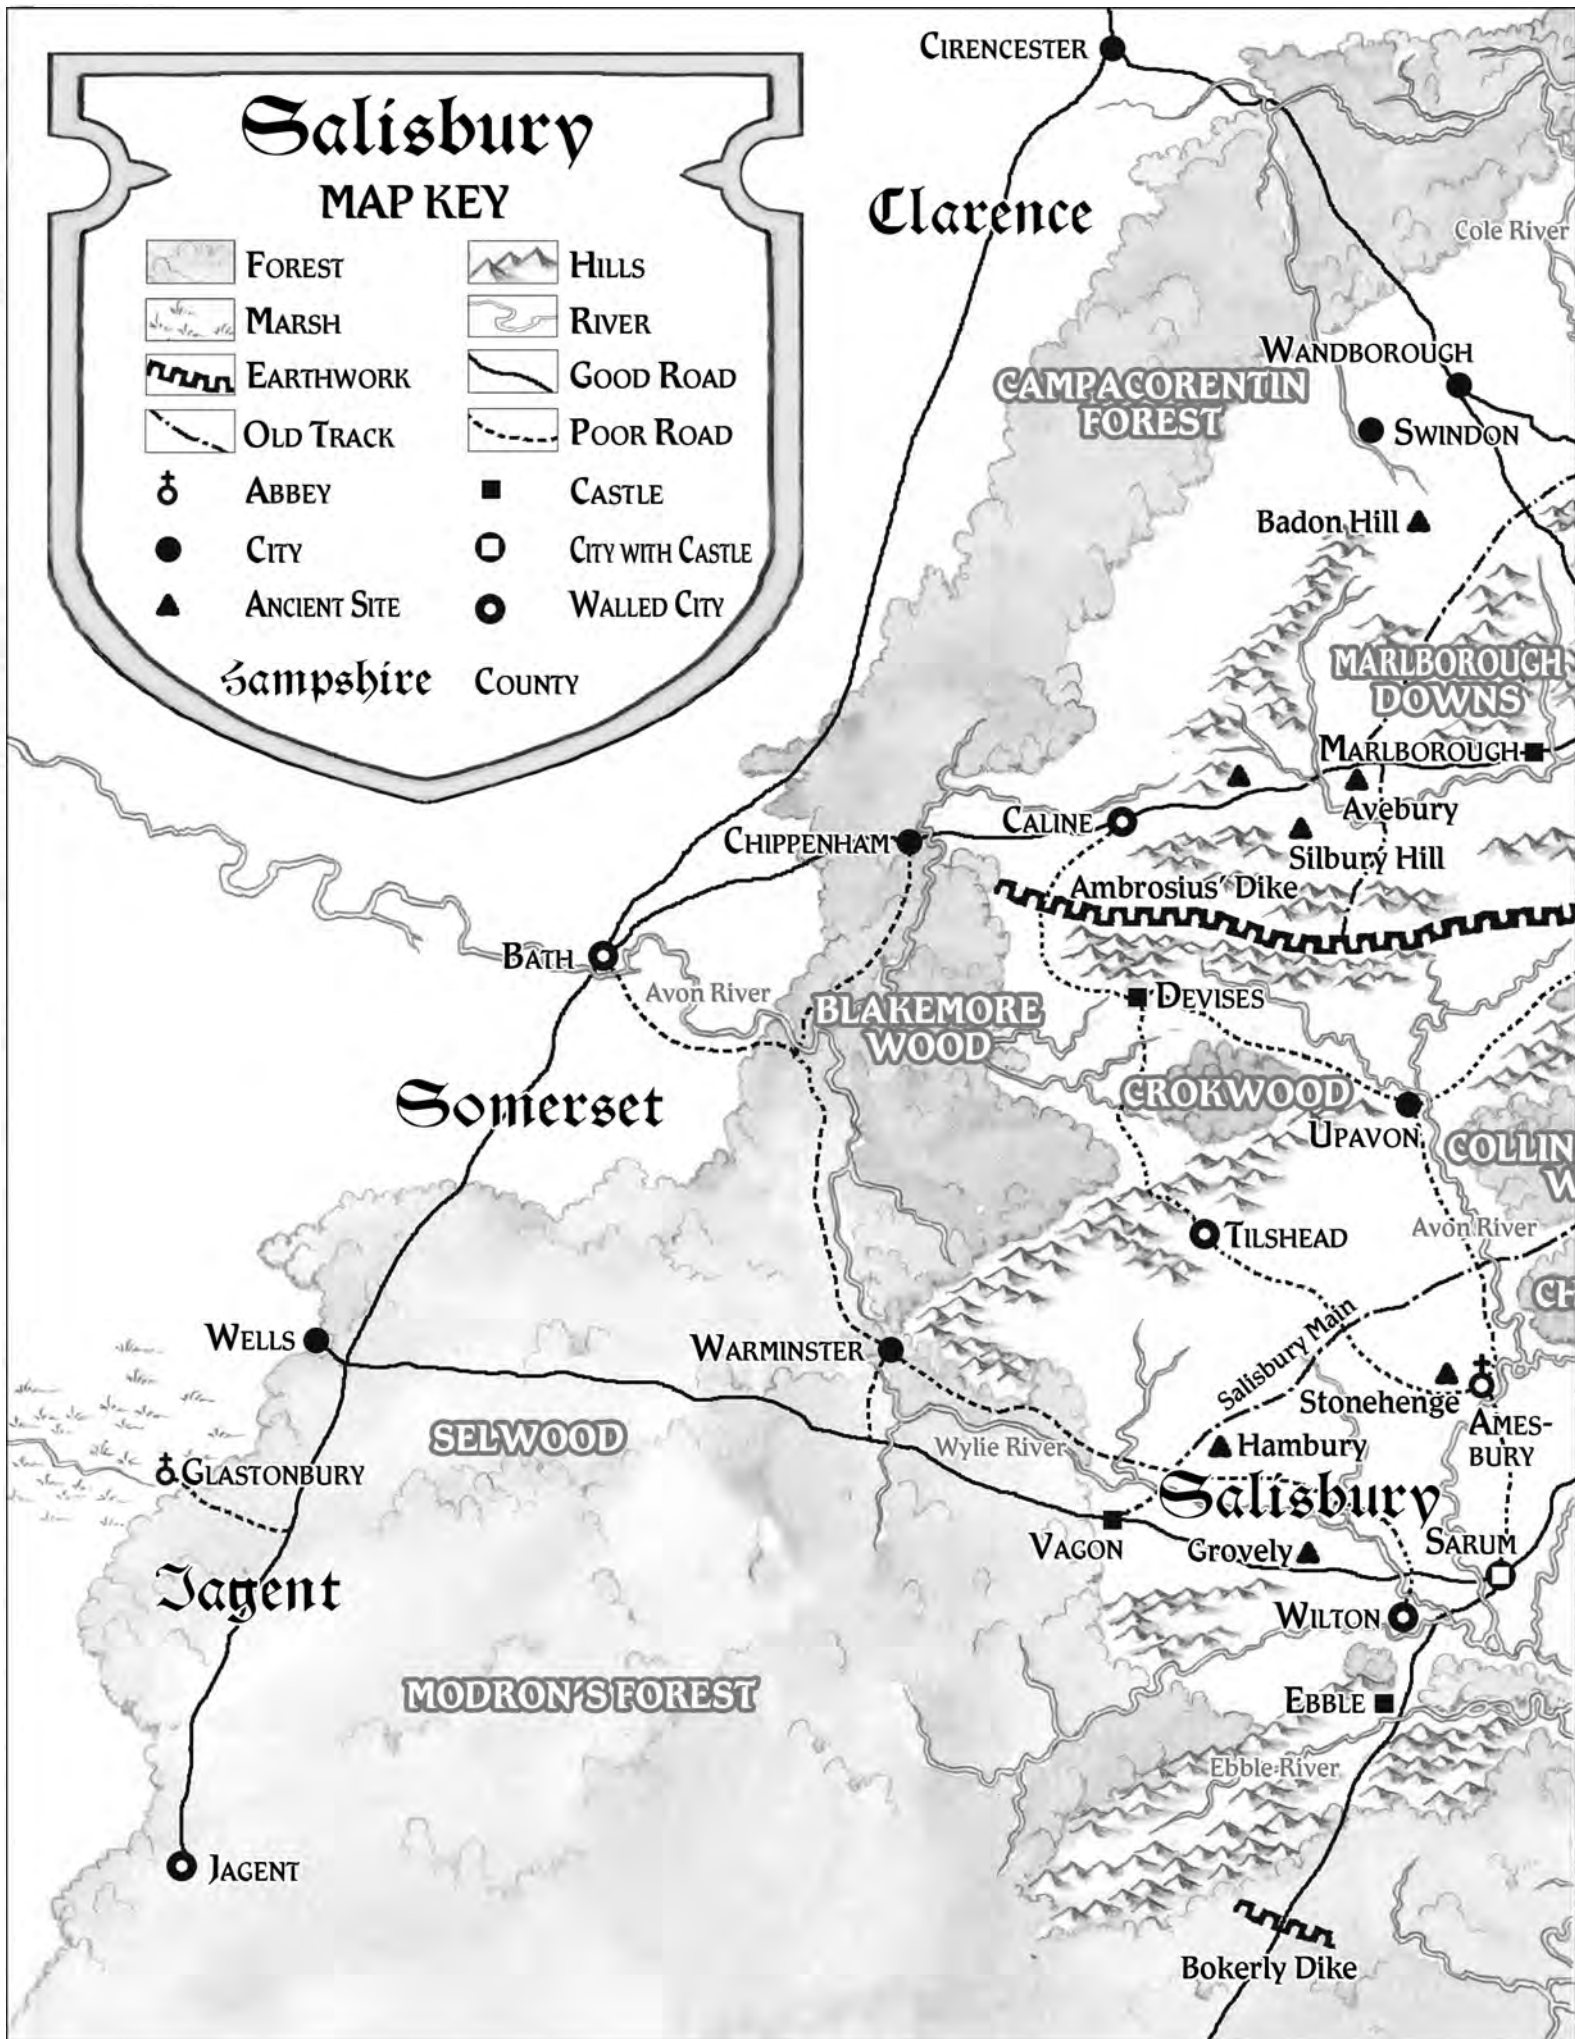 Salisbury
MAP KEY
FOREST
HILLS
MARSH
RIVER
EARTHWORK
GOOD ROAD
OLD TRACK
POOR ROAD
ABBEY
CASTLE
CITY
CITY WITH CASTLE
ANCIENT SITE
WALLED CITY
Hampshire
COUNTY
CIRENCESTER
Clarence
Cole River
WANDBOROUGH
CAMPACORENTIN
FOREST
SWINDON
Badon Hill
MARLBOROUGH
DOWNS
MARLBOROUGH
Avebury
CALINE
CHIPPENHAM
Silbury Hill
Ambrosius' Dike
BATH
Avon River
DEVISES
BLAKEMORE
WOOD
CROKWOOD
Somerset
UPAVON
COLLIN
W
Avon River
TILSHEAD
CH
WELLS
WARMINSTER
Salisbury Main
Stonehenge
AMES-
BURY
SELWOOD
Wylie River
Hambury
GLASTONBURY
Salisbury
VAGON
Grovely
SARUM
Jagent
WILTON
MODRON'S FOREST
EBBLE
Ebble River
JAGENT
Bokerly Dike